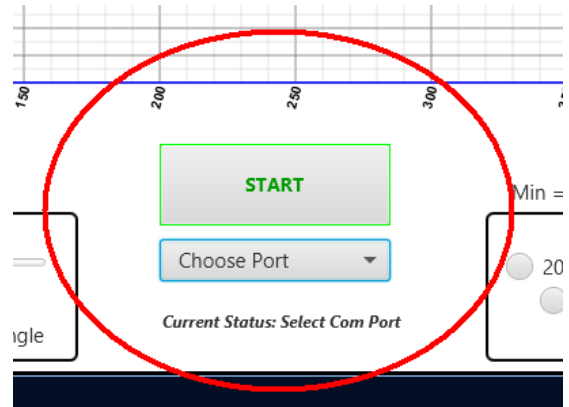 150 200 250 300
START
Min =
Choose Port
20
Current Status: Select Com Port
ngle